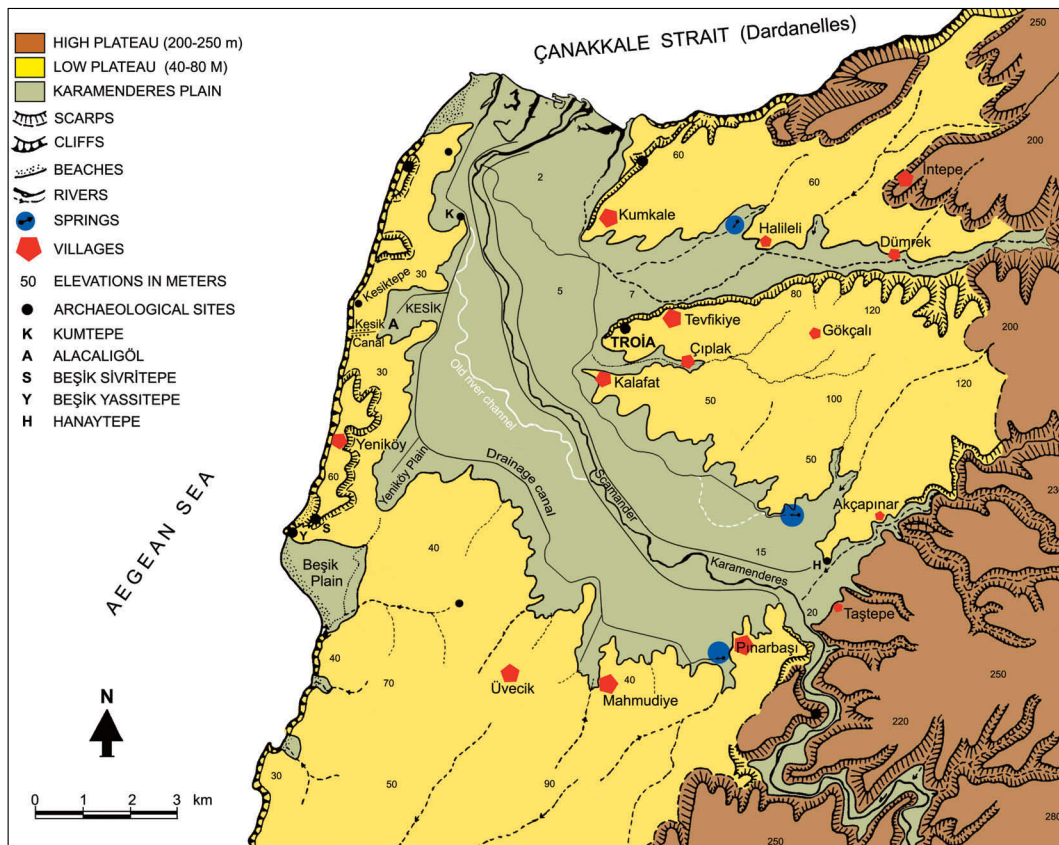 HIGH PLATEAU (200-250 m)
LOW PLATEAU (40-80 M)
KARAMENDERES PLAIN
SCARPS
CLIFFS
BEACHES
RIVERS
SPRINGS
VILLAGES
50 ELEVATIONS IN METERS
ARCHAEOLOGICAL SITES
K KUMTEPE
A ALACALIGÖL
S BEŞİK SİVRİTEPE
Y BEŞİK YASSITEPE
H HANAYTEPE
ÇANAKKALE STRAIT (Dardanelles)
250
200
60
2
İntepe
60
K
Kumkale
Halileli
Dümrek
30
Kesiktepe
5
7
80
KESİK
A
120
Kesik
Canal
Tevfikiye
TROİA
Gökçalı
200
Çıplak
30
Kalafat
Old river channel
50
100
120
Yeniköy
Yeniköy Plain
Drainage canal
50
60
S
Y
Scamander
Akçapınar
230
AEGEAN SEA
Beşik
Plain
40
15
H
Karamenderes
20
Taştepe
40
Pınarbaşı
70
Üvecik
40
Mahmudiye
250
220
N
30
50
90
0 1 2 3 km
250
280